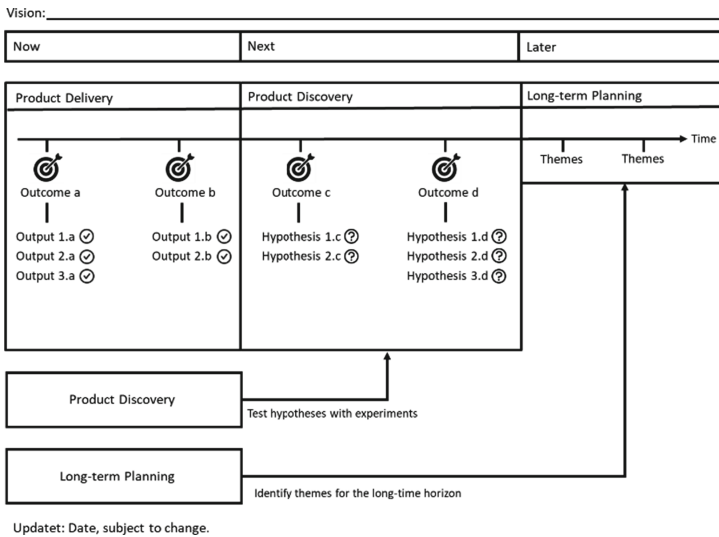 Vision:
Now Next Later
Product Delivery Product Discovery Long-term Planning
Time
Themes Themes
Outcome a Outcome b Outcome c Outcome d
Output 1.a Output 1.b Hypothesis 1.c Hypothesis 1.d
Output 2.a Output 2.b Hypothesis 2.c Hypothesis 2.d
Output 3.a Hypothesis 3.d
Product Discovery
Test hypotheses with experiments
Long-term Planning
Identify themes for the long-time horizon
Updatet: Date, subject to change.